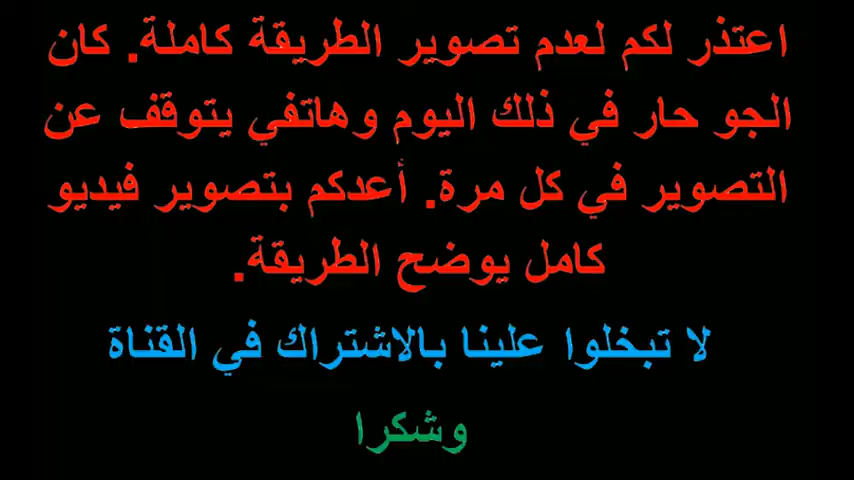 اعتذر لكم لعدم تصوير الطريقة كاملة. كان
الجو حار في ذلك اليوم وهاتفي يتوقف عن
التصوير في كل مرة. أعدكم بتصوير فيديو
كامل يوضح الطريقة.
لا تبخلوا علينا بالاشتراك في القناة
وشكرا